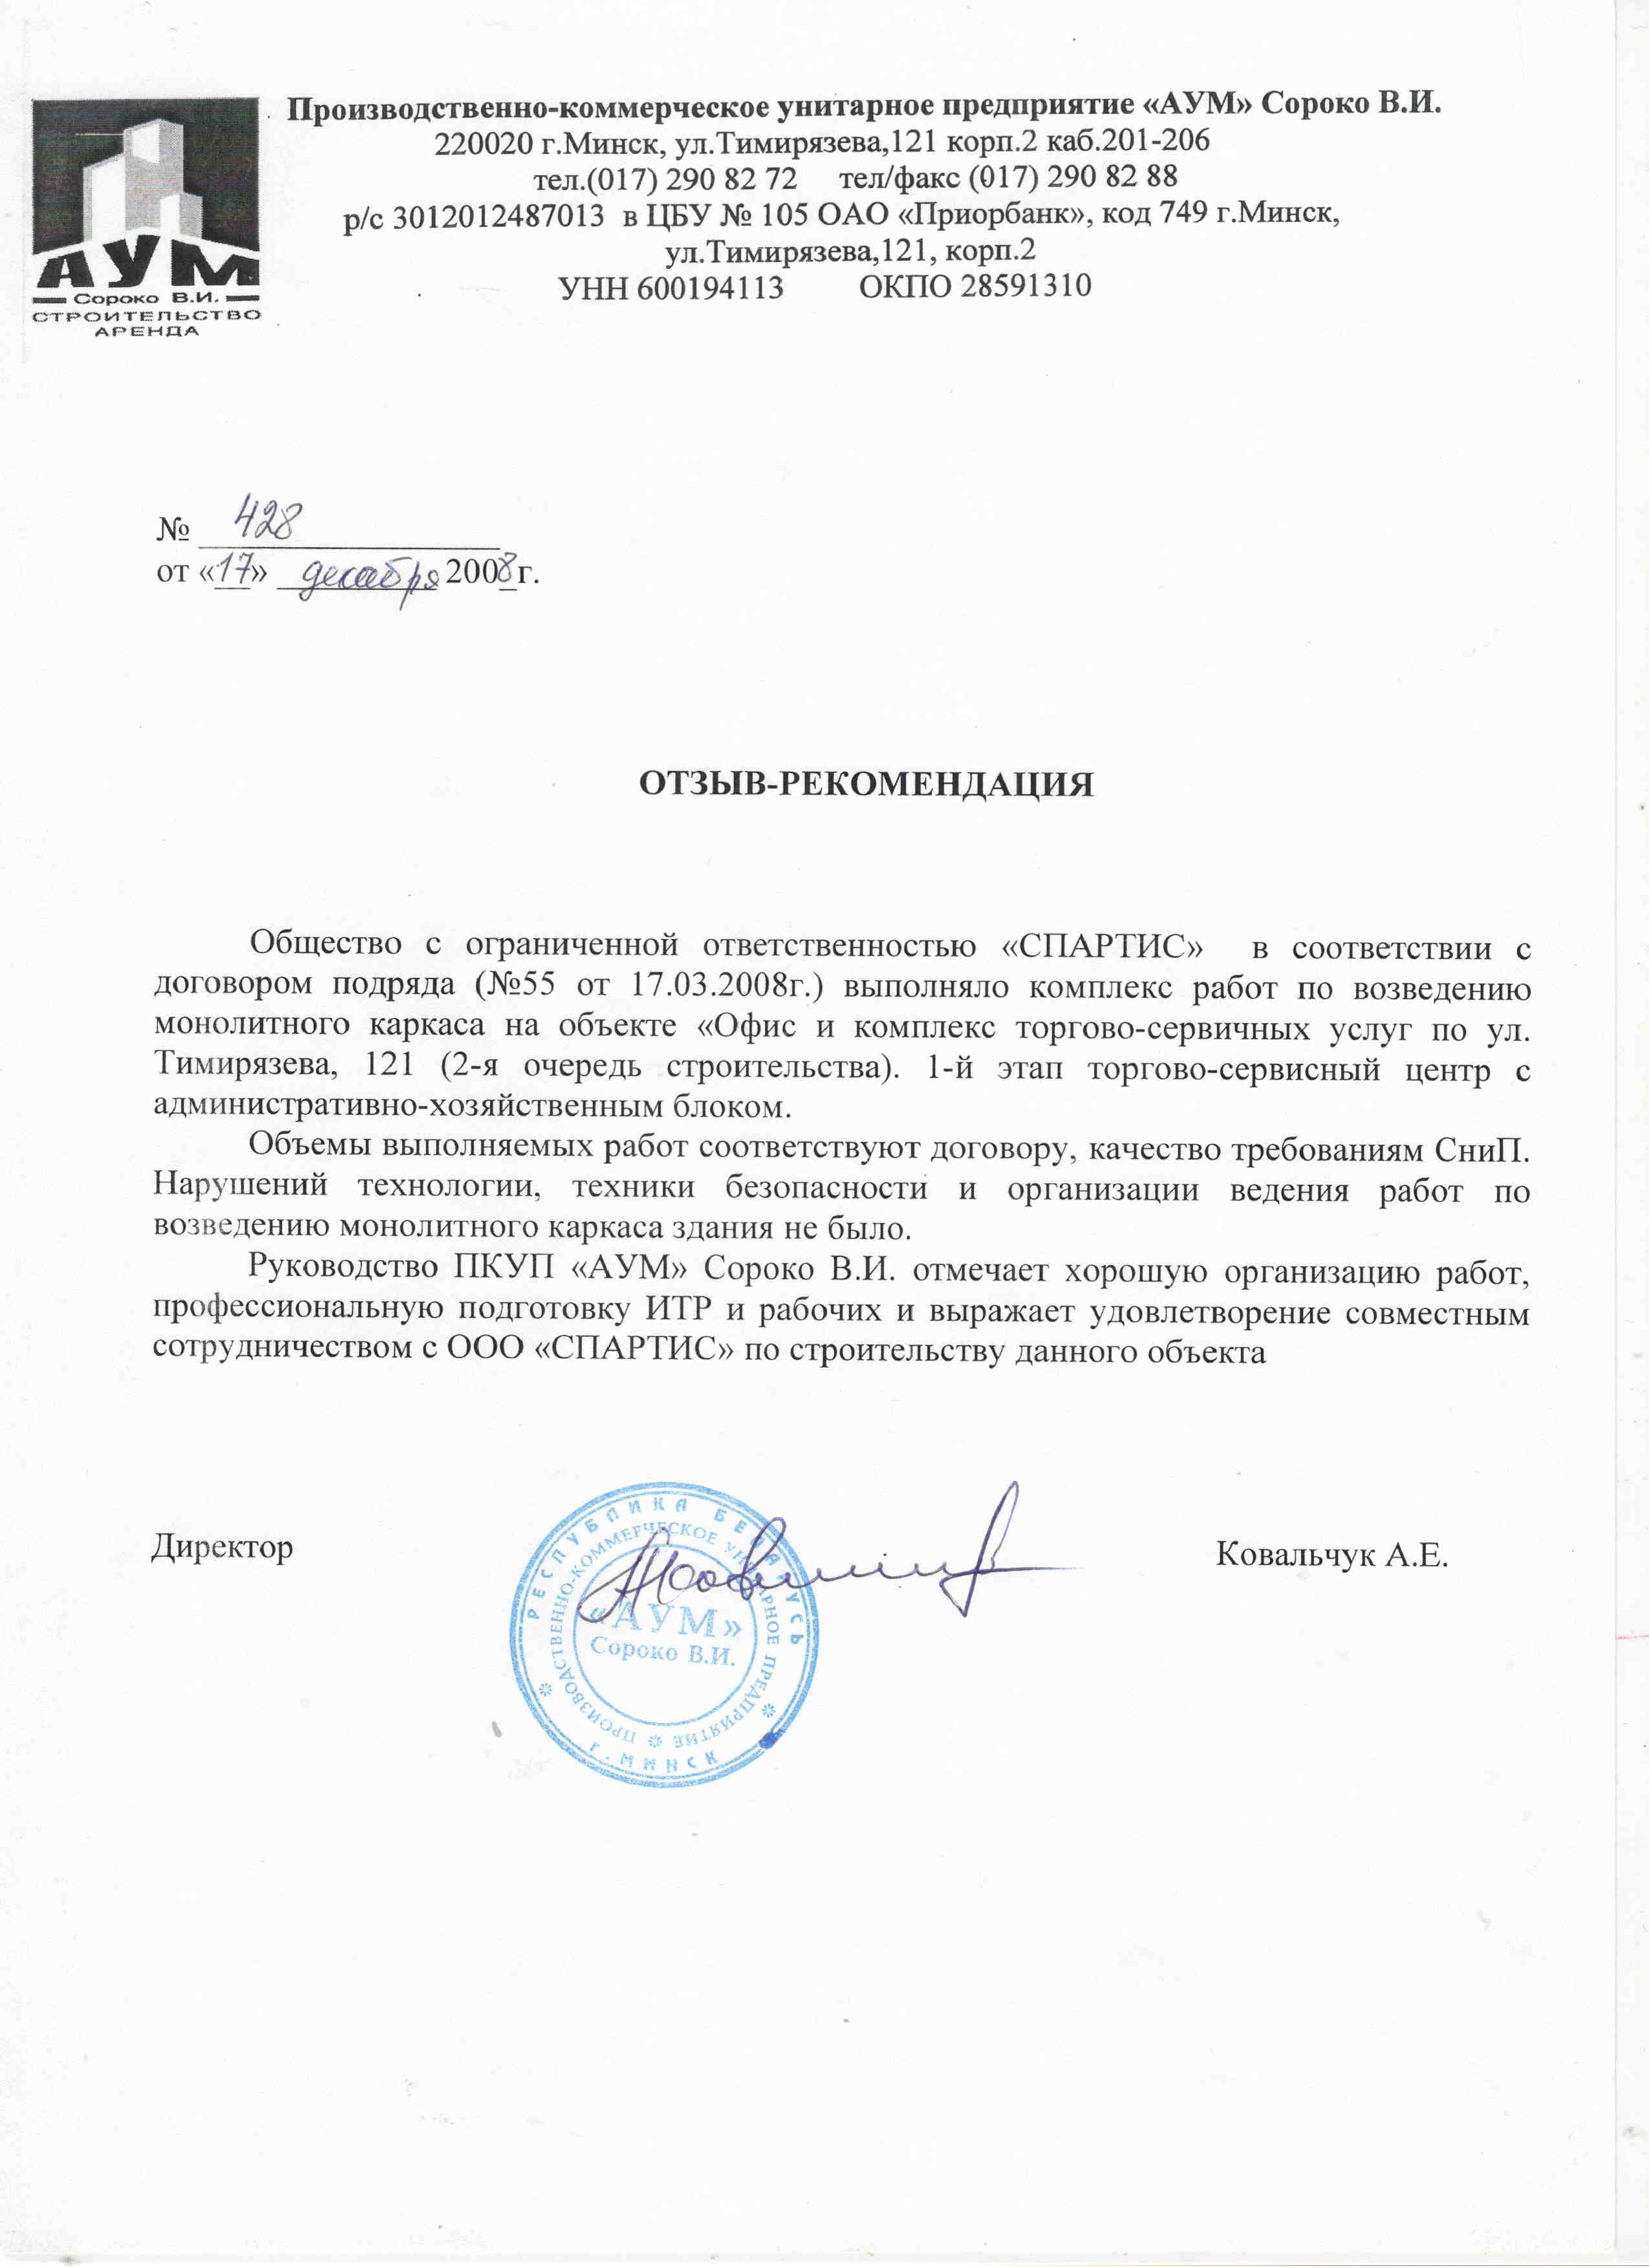 АУМ
Сороко В.И.
СТРОИТЕЛЬСТВО
АРЕНДА
Производственно-коммерческое унитарное предприятие «АУМ» Сороко В.И.
220020 г.Минск, ул.Тимирязева,121 корп.2 каб.201-206
тел.(017) 290 82 72 тел/факс (017) 290 82 88
р/с 3012012487013 в ЦБУ № 105 ОАО «Приорбанк», код 749 г.Минск,
ул.Тимирязева,121, корп.2
УНН 600194113 ОКПО 28591310
№ 428
от «17» декабря 2008г.
ОТЗЫВ-РЕКОМЕНДАЦИЯ
Общество с ограниченной ответственностью «СПАРТИС» в соответствии с
договором подряда (№55 от 17.03.2008г.) выполняло комплекс работ по возведению
монолитного каркаса на объекте «Офис и комплекс торгово-сервичных услуг по ул.
Тимирязева, 121 (2-я очередь строительства). 1-й этап торгово-сервисный центр с
административно-хозяйственным блоком.
Объемы выполняемых работ соответствуют договору, качество требованиям СниП.
Нарушений технологии, техники безопасности и организации ведения работ по
возведению монолитного каркаса здания не было.
Руководство ПКУП «АУМ» Сороко В.И. отмечает хорошую организацию работ,
профессиональную подготовку ИТР и рабочих и выражает удовлетворение совместным
сотрудничеством с ООО «СПАРТИС» по строительству данного объекта
Директор
Ковальчук А.Е.
РЕСПУБЛИКА БЕЛАРУСЬ
г.МИНСК
ПРОИЗВОДСТВЕННО-КОММЕРЧЕСКОЕ УНИТАРНОЕ ПРЕДПРИЯТИЕ
«АУМ»
Сороко В.И.